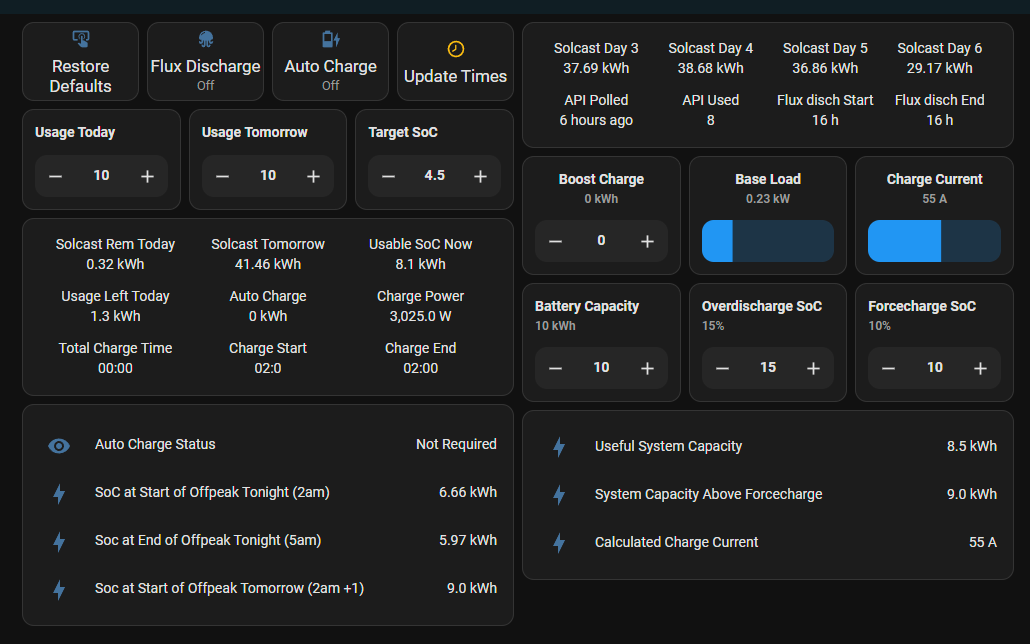 Restore
Defaults
Flux Discharge
Off
Auto Charge
Off
Update Times
Usage Today
− 10 +
Usage Tomorrow
− 10 +
Target SoC
− 4.5 +
Solcast Rem Today
0.32 kWh
Solcast Tomorrow
41.46 kWh
Usable SoC Now
8.1 kWh
Usage Left Today
1.3 kWh
Auto Charge
0 kWh
Charge Power
3,025.0 W
Total Charge Time
00:00
Charge Start
02:0
Charge End
02:00
Auto Charge Status Not Required
SoC at Start of Offpeak Tonight (2am) 6.66 kWh
Soc at End of Offpeak Tonight (5am) 5.97 kWh
Soc at Start of Offpeak Tomorrow (2am +1) 9.0 kWh
Solcast Day 3
37.69 kWh
Solcast Day 4
38.68 kWh
Solcast Day 5
36.86 kWh
Solcast Day 6
29.17 kWh
API Polled
6 hours ago
API Used
8
Flux disch Start
16 h
Flux disch End
16 h
Boost Charge
0 kWh
− 0 +
Base Load
0.23 kW
Charge Current
55 A
Battery Capacity
10 kWh
− 10 +
Overdischarge SoC
15%
− 15 +
Forcecharge SoC
10%
− 10 +
Useful System Capacity 8.5 kWh
System Capacity Above Forcecharge 9.0 kWh
Calculated Charge Current 55 A